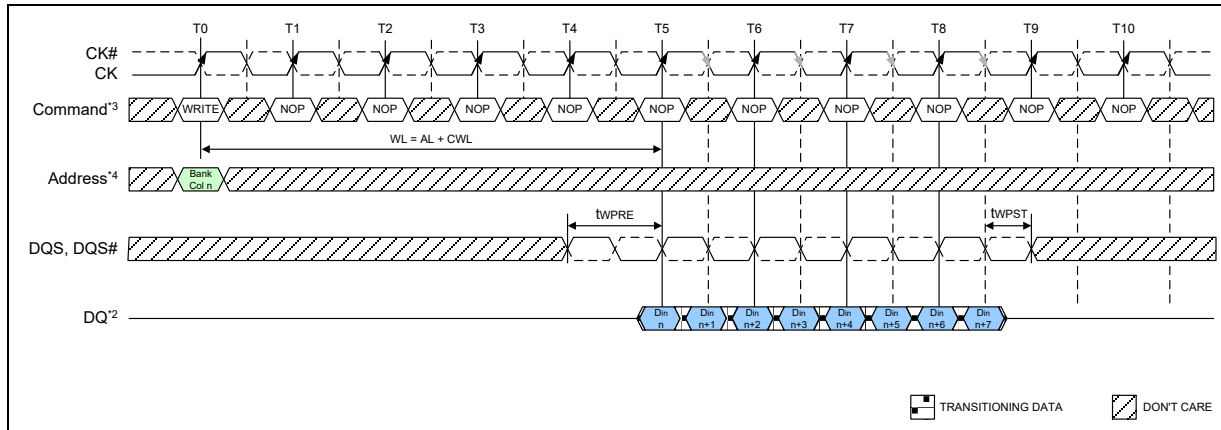 T0 T1 T2 T3 T4 T5 T6 T7 T8 T9 T10
CK#
CK
Command*3 WRITE NOP NOP NOP NOP NOP NOP NOP NOP NOP NOP
WL = AL + CWL
Address*4 Bank
Col n
tWPRE tWPST
DQS, DQS#
DQ*2 Din Din Din Din Din Din Din Din
n n+1 n+2 n+3 n+4 n+5 n+6 n+7
TRANSITIONING DATA DON'T CARE